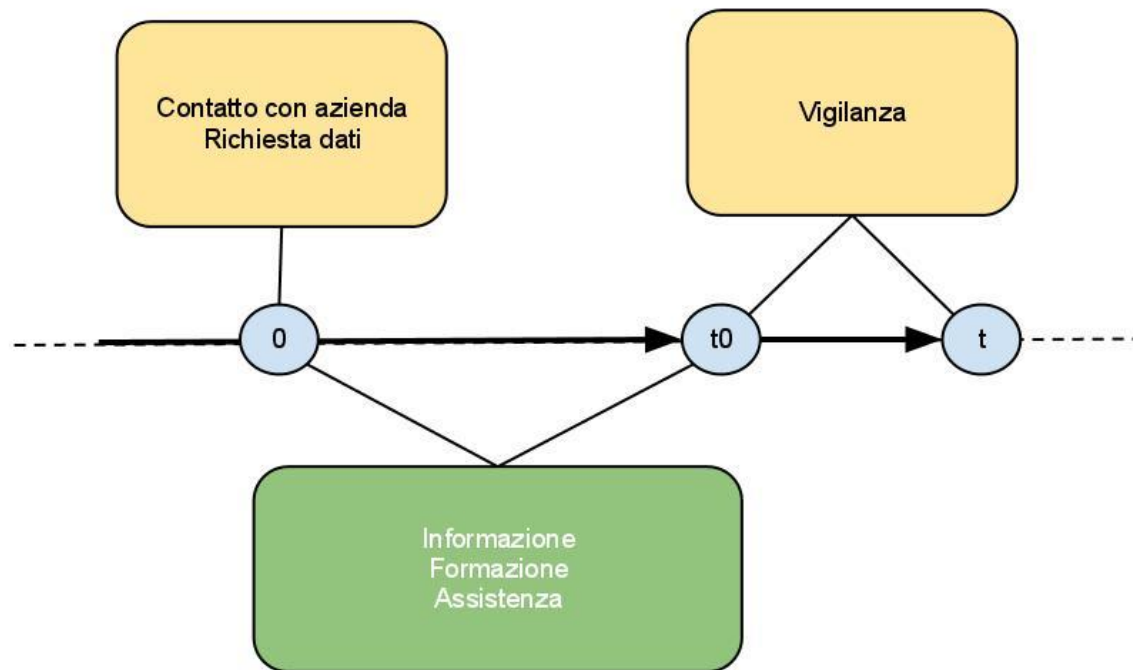 Contatto con azienda
Richiesta dati
Vigilanza
0
t0
t
Informazione
Formazione
Assistenza